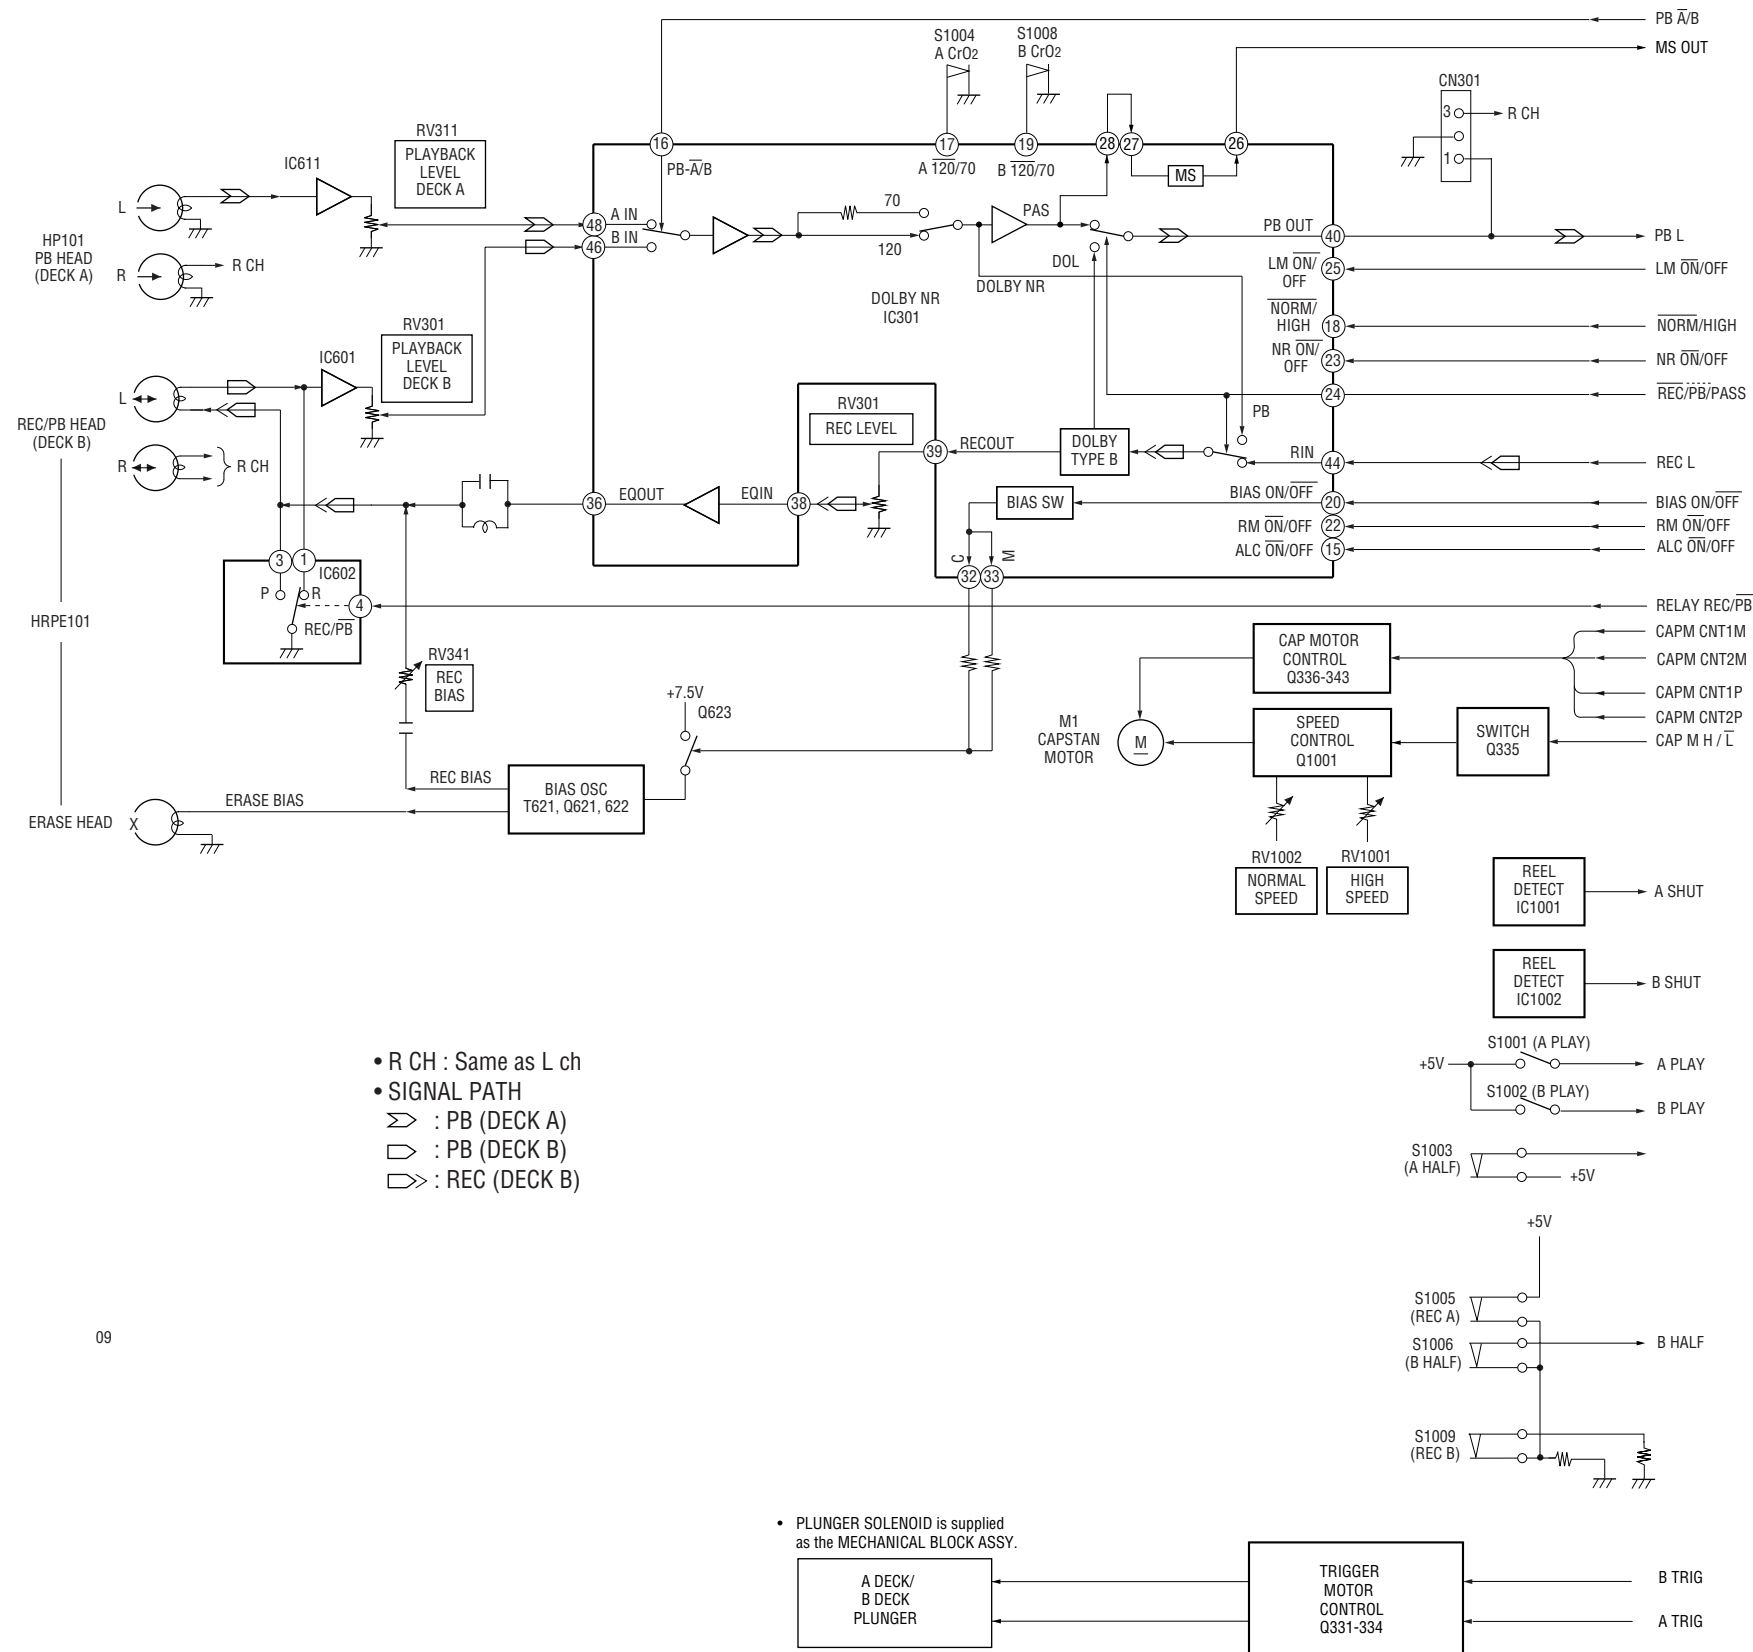 PB A/B
MS OUT
S1004
A CrO2
S1008
B CrO2
CN301
3
R CH
1
RV311
PLAYBACK
LEVEL
DECK A
IC611
16
17
19
28
27
26
PB-A/B
A 120/70
B 120/70
MS
L
HP101
PB HEAD
(DECK A)
R
R CH
48
A IN
46
B IN
70
120
PAS
DOL
DOLBY NR
DOLBY NR
IC301
PB OUT
40
PB L
LM ON/
OFF
25
LM ON/OFF
NORM/
HIGH
18
NORM/HIGH
NR ON/
OFF
23
NR ON/OFF
24
REC/PB/PASS
RV301
PLAYBACK
LEVEL
DECK B
IC601
L
REC/PB HEAD
(DECK B)
R
R CH
RV301
REC LEVEL
39
RECOUT
DOLBY
TYPE B
PB
RIN
44
REC L
36
EQOUT
EQIN
38
BIAS SW
BIAS ON/OFF
20
BIAS ON/OFF
RM ON/OFF
22
RM ON/OFF
ALC ON/OFF
15
ALC ON/OFF
C
M
32
33
3
1
IC602
P
R
4
REC/PB
RELAY REC/PB
HRPE101
RV341
REC
BIAS
CAP MOTOR
CONTROL
Q336-343
CAPM CNT1M
CAPM CNT2M
CAPM CNT1P
CAPM CNT2P
+7.5V
Q623
M1
CAPSTAN
MOTOR
M
SPEED
CONTROL
Q1001
SWITCH
Q335
CAP M H / L
REC BIAS
BIAS OSC
T621, Q621, 622
ERASE BIAS
ERASE HEAD
X
RV1002
NORMAL
SPEED
RV1001
HIGH
SPEED
REEL
DETECT
IC1001
A SHUT
REEL
DETECT
IC1002
B SHUT
S1001 (A PLAY)
+5V
A PLAY
S1002 (B PLAY)
B PLAY
S1003
(A HALF)
+5V
• R CH : Same as L ch
• SIGNAL PATH
: PB (DECK A)
: PB (DECK B)
: REC (DECK B)
+5V
S1005
(REC A)
S1006
(B HALF)
B HALF
S1009
(REC B)
09
• PLUNGER SOLENOID is supplied
as the MECHANICAL BLOCK ASSY.
A DECK/
B DECK
PLUNGER
TRIGGER
MOTOR
CONTROL
Q331-334
B TRIG
A TRIG